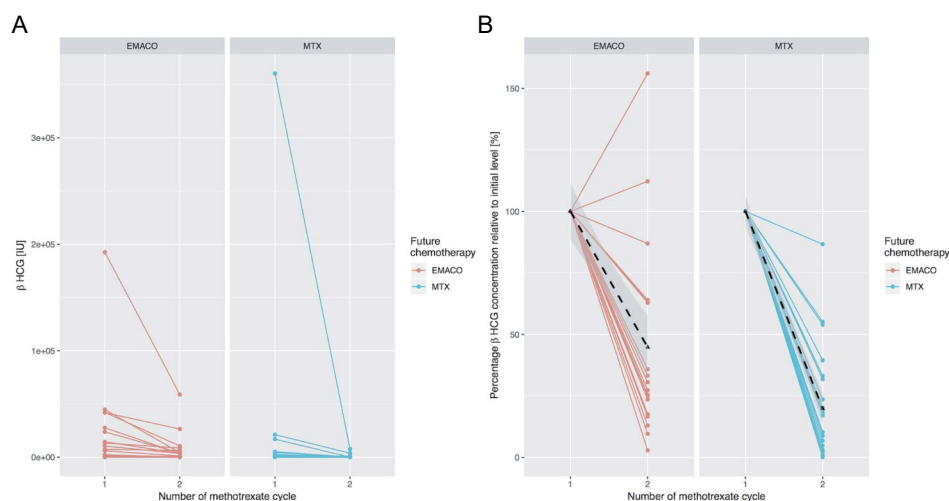 A
EMACO
MTX
β HCG [IU]
3e+05
2e+05
1e+05
0e+00
1
2
1
2
Number of methotrexate cycle
Future
chemotherapy
EMACO
MTX
B
EMACO
MTX
Percentage β HCG concentration relative to initial level [%]
150
100
50
0
1
2
1
2
Number of methotrexate cycle
Future
chemotherapy
EMACO
MTX